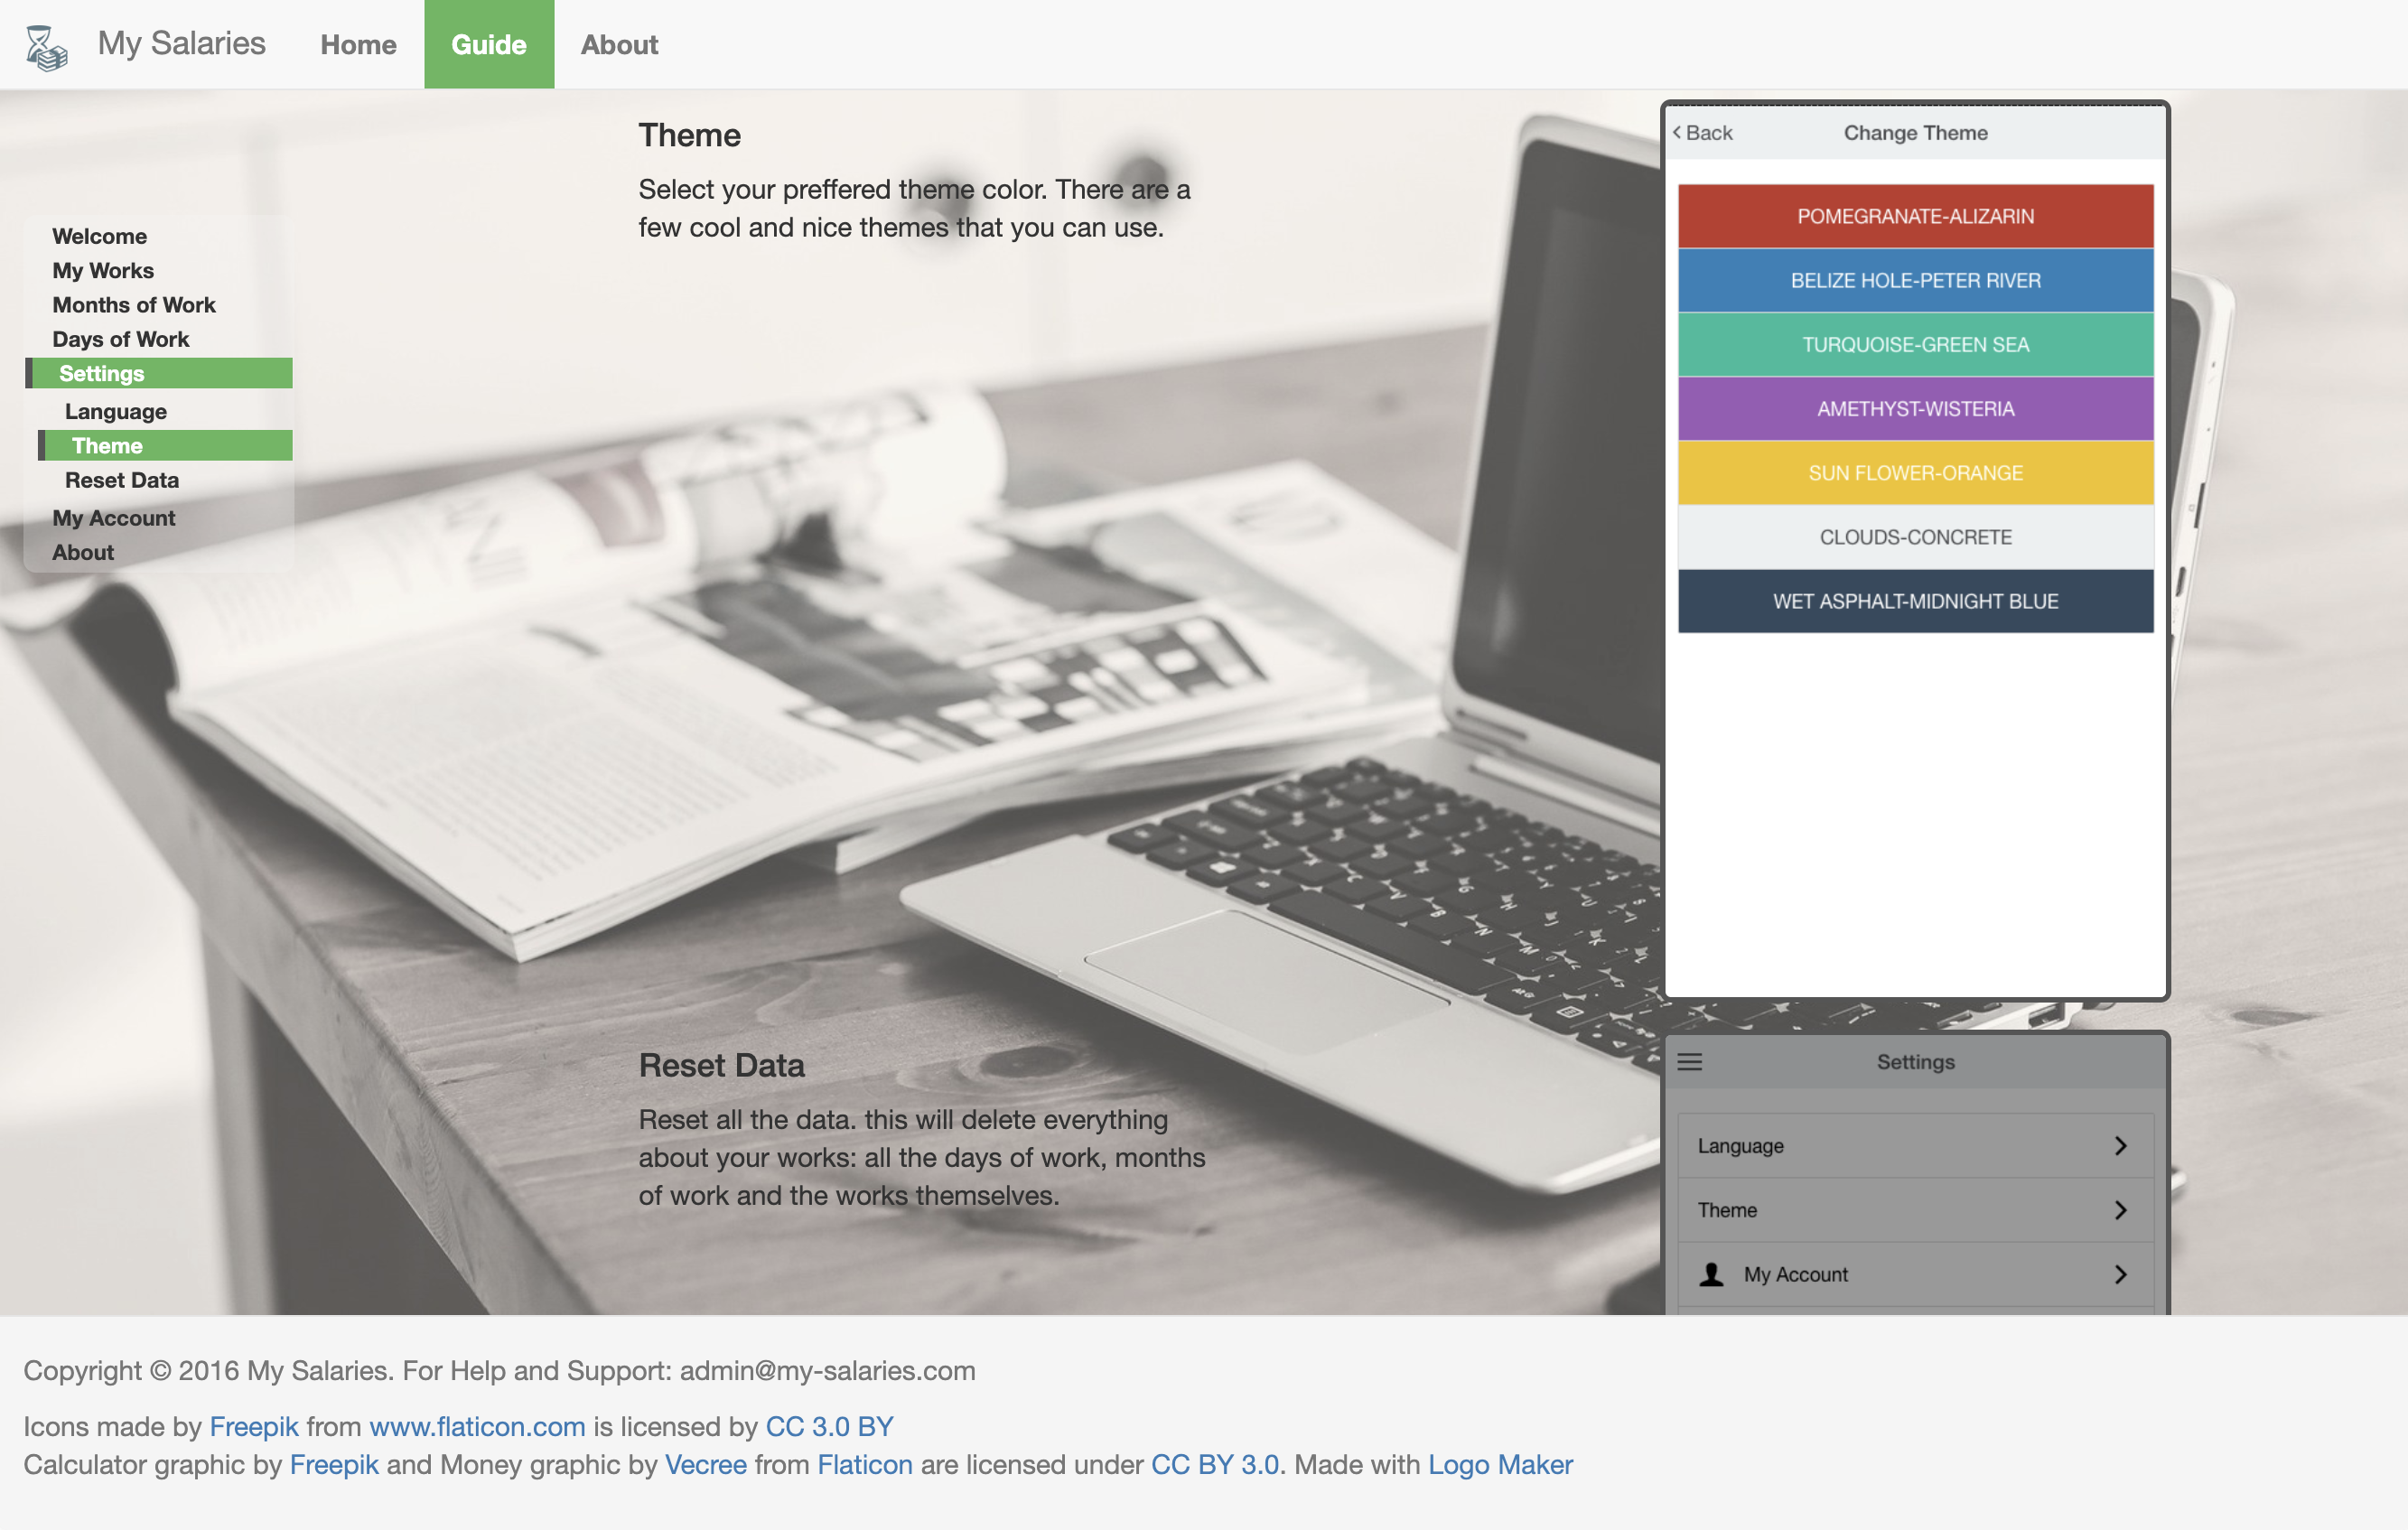 My Salaries
Home
Guide
About
Welcome
My Works
Months of Work
Days of Work
Settings
Language
Theme
Reset Data
My Account
About
Theme
Select your preffered theme color. There are a
few cool and nice themes that you can use.
Back
Change Theme
POMEGRANATE-ALIZARIN
BELIZE HOLE-PETER RIVER
TURQUOISE-GREEN SEA
AMETHYST-WISTERIA
SUN FLOWER-ORANGE
CLOUDS-CONCRETE
WET ASPHALT-MIDNIGHT BLUE
Reset Data
Reset all the data. this will delete everything
about your works: all the days of work, months
of work and the works themselves.
Settings
Language
Theme
My Account
Copyright © 2016 My Salaries. For Help and Support: admin@my-salaries.com
Icons made by Freepik from www.flaticon.com is licensed by CC 3.0 BY
Calculator graphic by Freepik and Money graphic by Vecree from Flaticon are licensed under CC BY 3.0. Made with Logo Maker